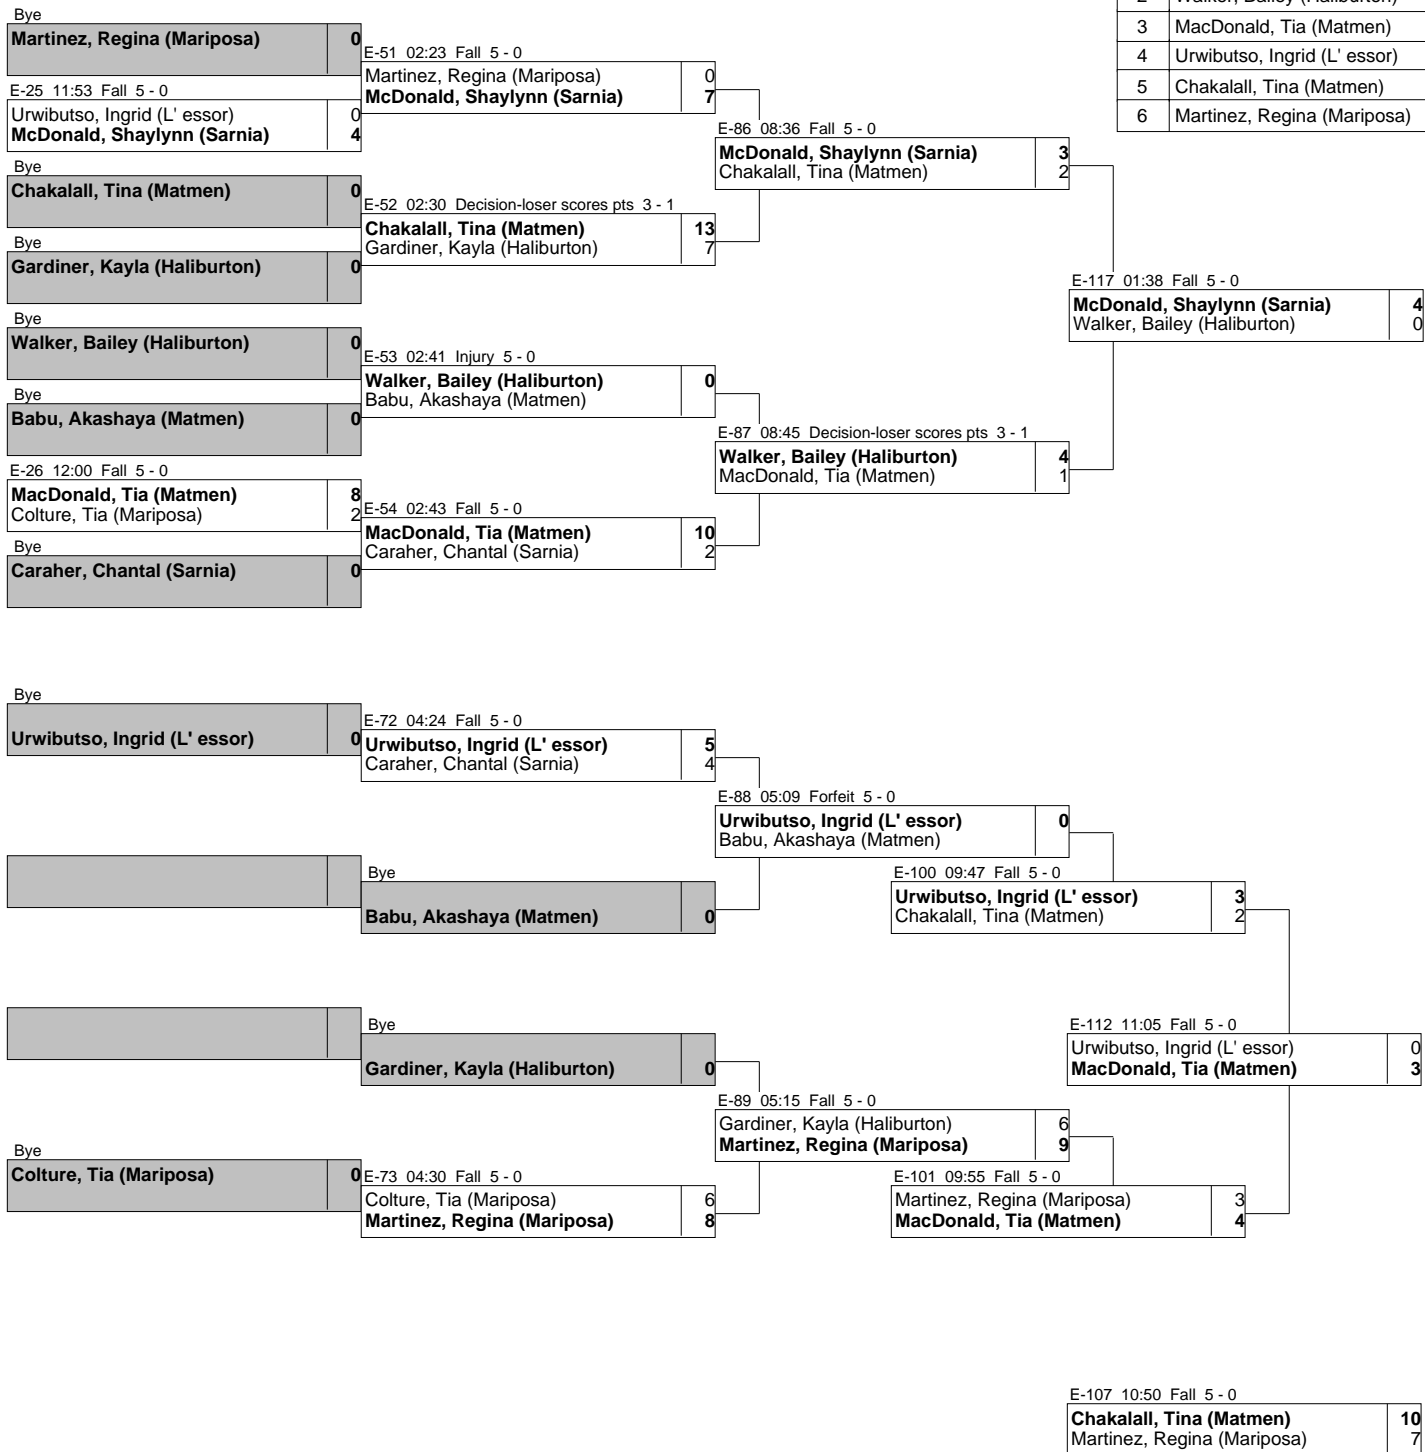 2 Walker, Bailey (Haliburton)
3 MacDonald, Tia (Matmen)
4 Urwibutso, Ingrid (L' essor)
5 Chakalall, Tina (Matmen)
6 Martinez, Regina (Mariposa)
Bye
Martinez, Regina (Mariposa) 0
E-25 11:53 Fall 5 - 0
Urwibutso, Ingrid (L' essor) 0
McDonald, Shaylynn (Sarnia) 4
Bye
Chakalall, Tina (Matmen) 0
Bye
Gardiner, Kayla (Haliburton) 0
Bye
Walker, Bailey (Haliburton) 0
Bye
Babu, Akashaya (Matmen) 0
E-26 12:00 Fall 5 - 0
MacDonald, Tia (Matmen) 8
Colture, Tia (Mariposa) 2
Bye
Caraher, Chantal (Sarnia) 0
E-51 02:23 Fall 5 - 0
Martinez, Regina (Mariposa) 0
McDonald, Shaylynn (Sarnia) 7
E-52 02:30 Decision-loser scores pts 3 - 1
Chakalall, Tina (Matmen) 13
Gardiner, Kayla (Haliburton) 7
E-53 02:41 Injury 5 - 0
Walker, Bailey (Haliburton) 0
Babu, Akashaya (Matmen)
E-54 02:43 Fall 5 - 0
MacDonald, Tia (Matmen) 10
Caraher, Chantal (Sarnia) 2
E-86 08:36 Fall 5 - 0
McDonald, Shaylynn (Sarnia) 3
Chakalall, Tina (Matmen) 2
E-87 08:45 Decision-loser scores pts 3 - 1
Walker, Bailey (Haliburton) 4
MacDonald, Tia (Matmen) 1
E-117 01:38 Fall 5 - 0
McDonald, Shaylynn (Sarnia) 4
Walker, Bailey (Haliburton) 0
Bye
Urwibutso, Ingrid (L' essor) 0
E-72 04:24 Fall 5 - 0
Urwibutso, Ingrid (L' essor) 5
Caraher, Chantal (Sarnia) 4
Bye
Babu, Akashaya (Matmen) 0
E-88 05:09 Forfeit 5 - 0
Urwibutso, Ingrid (L' essor) 0
Babu, Akashaya (Matmen)
E-100 09:47 Fall 5 - 0
Urwibutso, Ingrid (L' essor) 3
Chakalall, Tina (Matmen) 2
Bye
Gardiner, Kayla (Haliburton) 0
Bye
Colture, Tia (Mariposa) 0
E-73 04:30 Fall 5 - 0
Colture, Tia (Mariposa) 6
Martinez, Regina (Mariposa) 8
E-89 05:15 Fall 5 - 0
Gardiner, Kayla (Haliburton) 6
Martinez, Regina (Mariposa) 9
E-101 09:55 Fall 5 - 0
Martinez, Regina (Mariposa) 3
MacDonald, Tia (Matmen) 4
E-112 11:05 Fall 5 - 0
Urwibutso, Ingrid (L' essor) 0
MacDonald, Tia (Matmen) 3
E-107 10:50 Fall 5 - 0
Chakalall, Tina (Matmen) 10
Martinez, Regina (Mariposa) 7